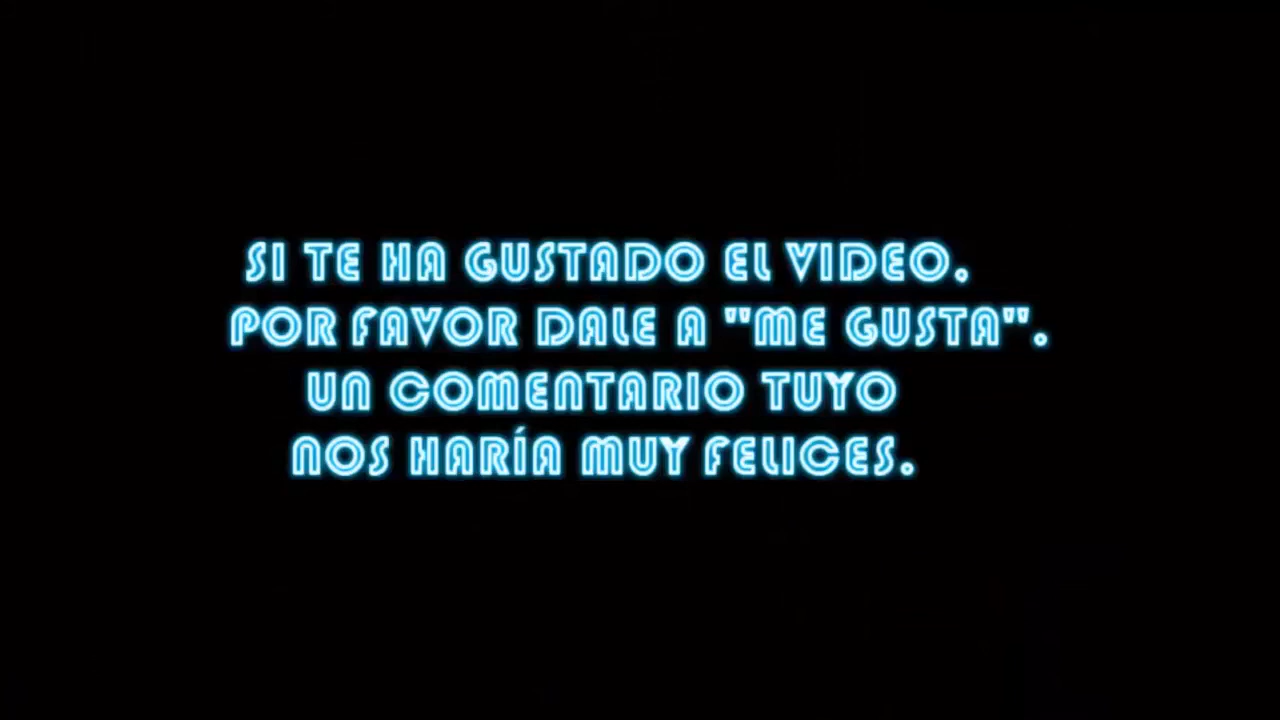 SI TE HA GUSTADO EL VIDEO,
POR FAVOR DALE A "ME GUSTA".
UN COMENTARIO TUYO
NOS HARÍA MUY FELICES.